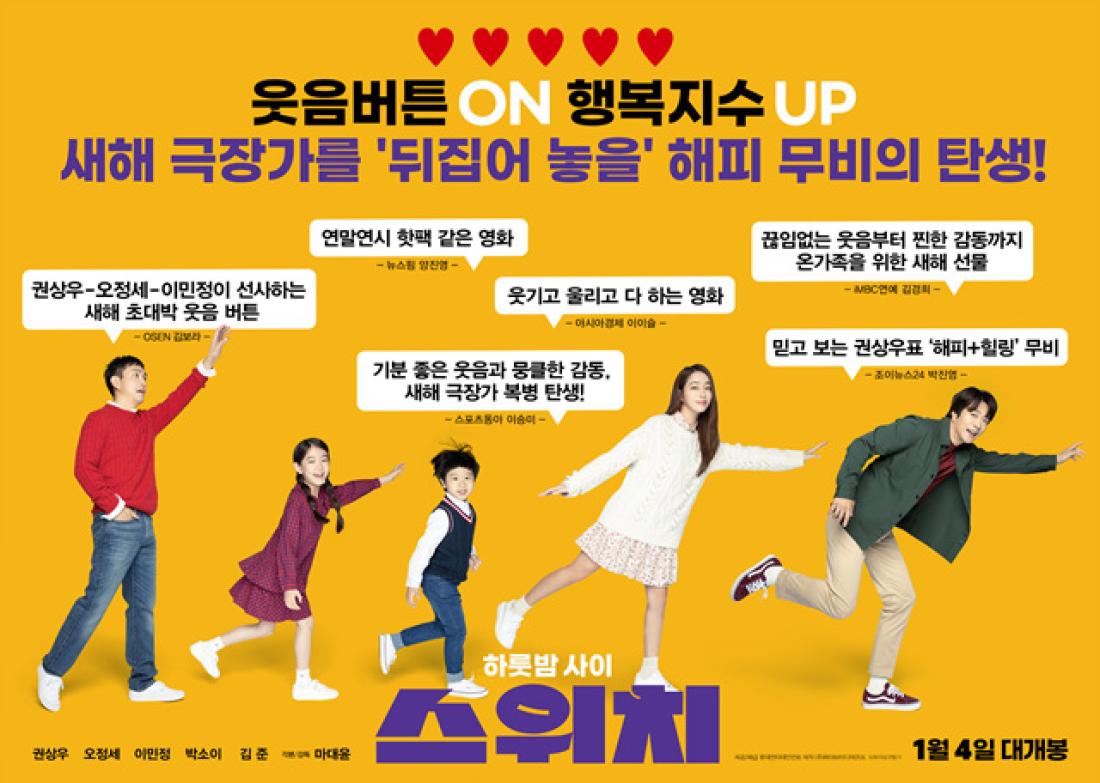 웃음버튼 ON 행복지수 UP
새해 극장가를 '뒤집어 놓을' 해피 무비의 탄생!
연말연시 핫팩 같은 영화
– 뉴스핌 양진영 –
끊임없는 웃음부터 찐한 감동까지
온가족을 위한 새해 선물
– iMBC연예 김경희 –
권상우-오정세-이민정이 선사하는
새해 초대박 웃음 버튼
– OSEN 김보라 –
웃기고 울리고 다 하는 영화
– 아시아경제 이이슬 –
믿고 보는 권상우표 '해피+힐링' 무비
– 조이뉴스24 박진영 –
기분 좋은 웃음과 뭉클한 감동,
새해 극장가 복병 탄생!
– 스포츠동아 이승미 –
하룻밤 사이
스위치
권상우 오정세 이민정 박소이 김 준 각본/감독 마대윤
1월 4일 대개봉